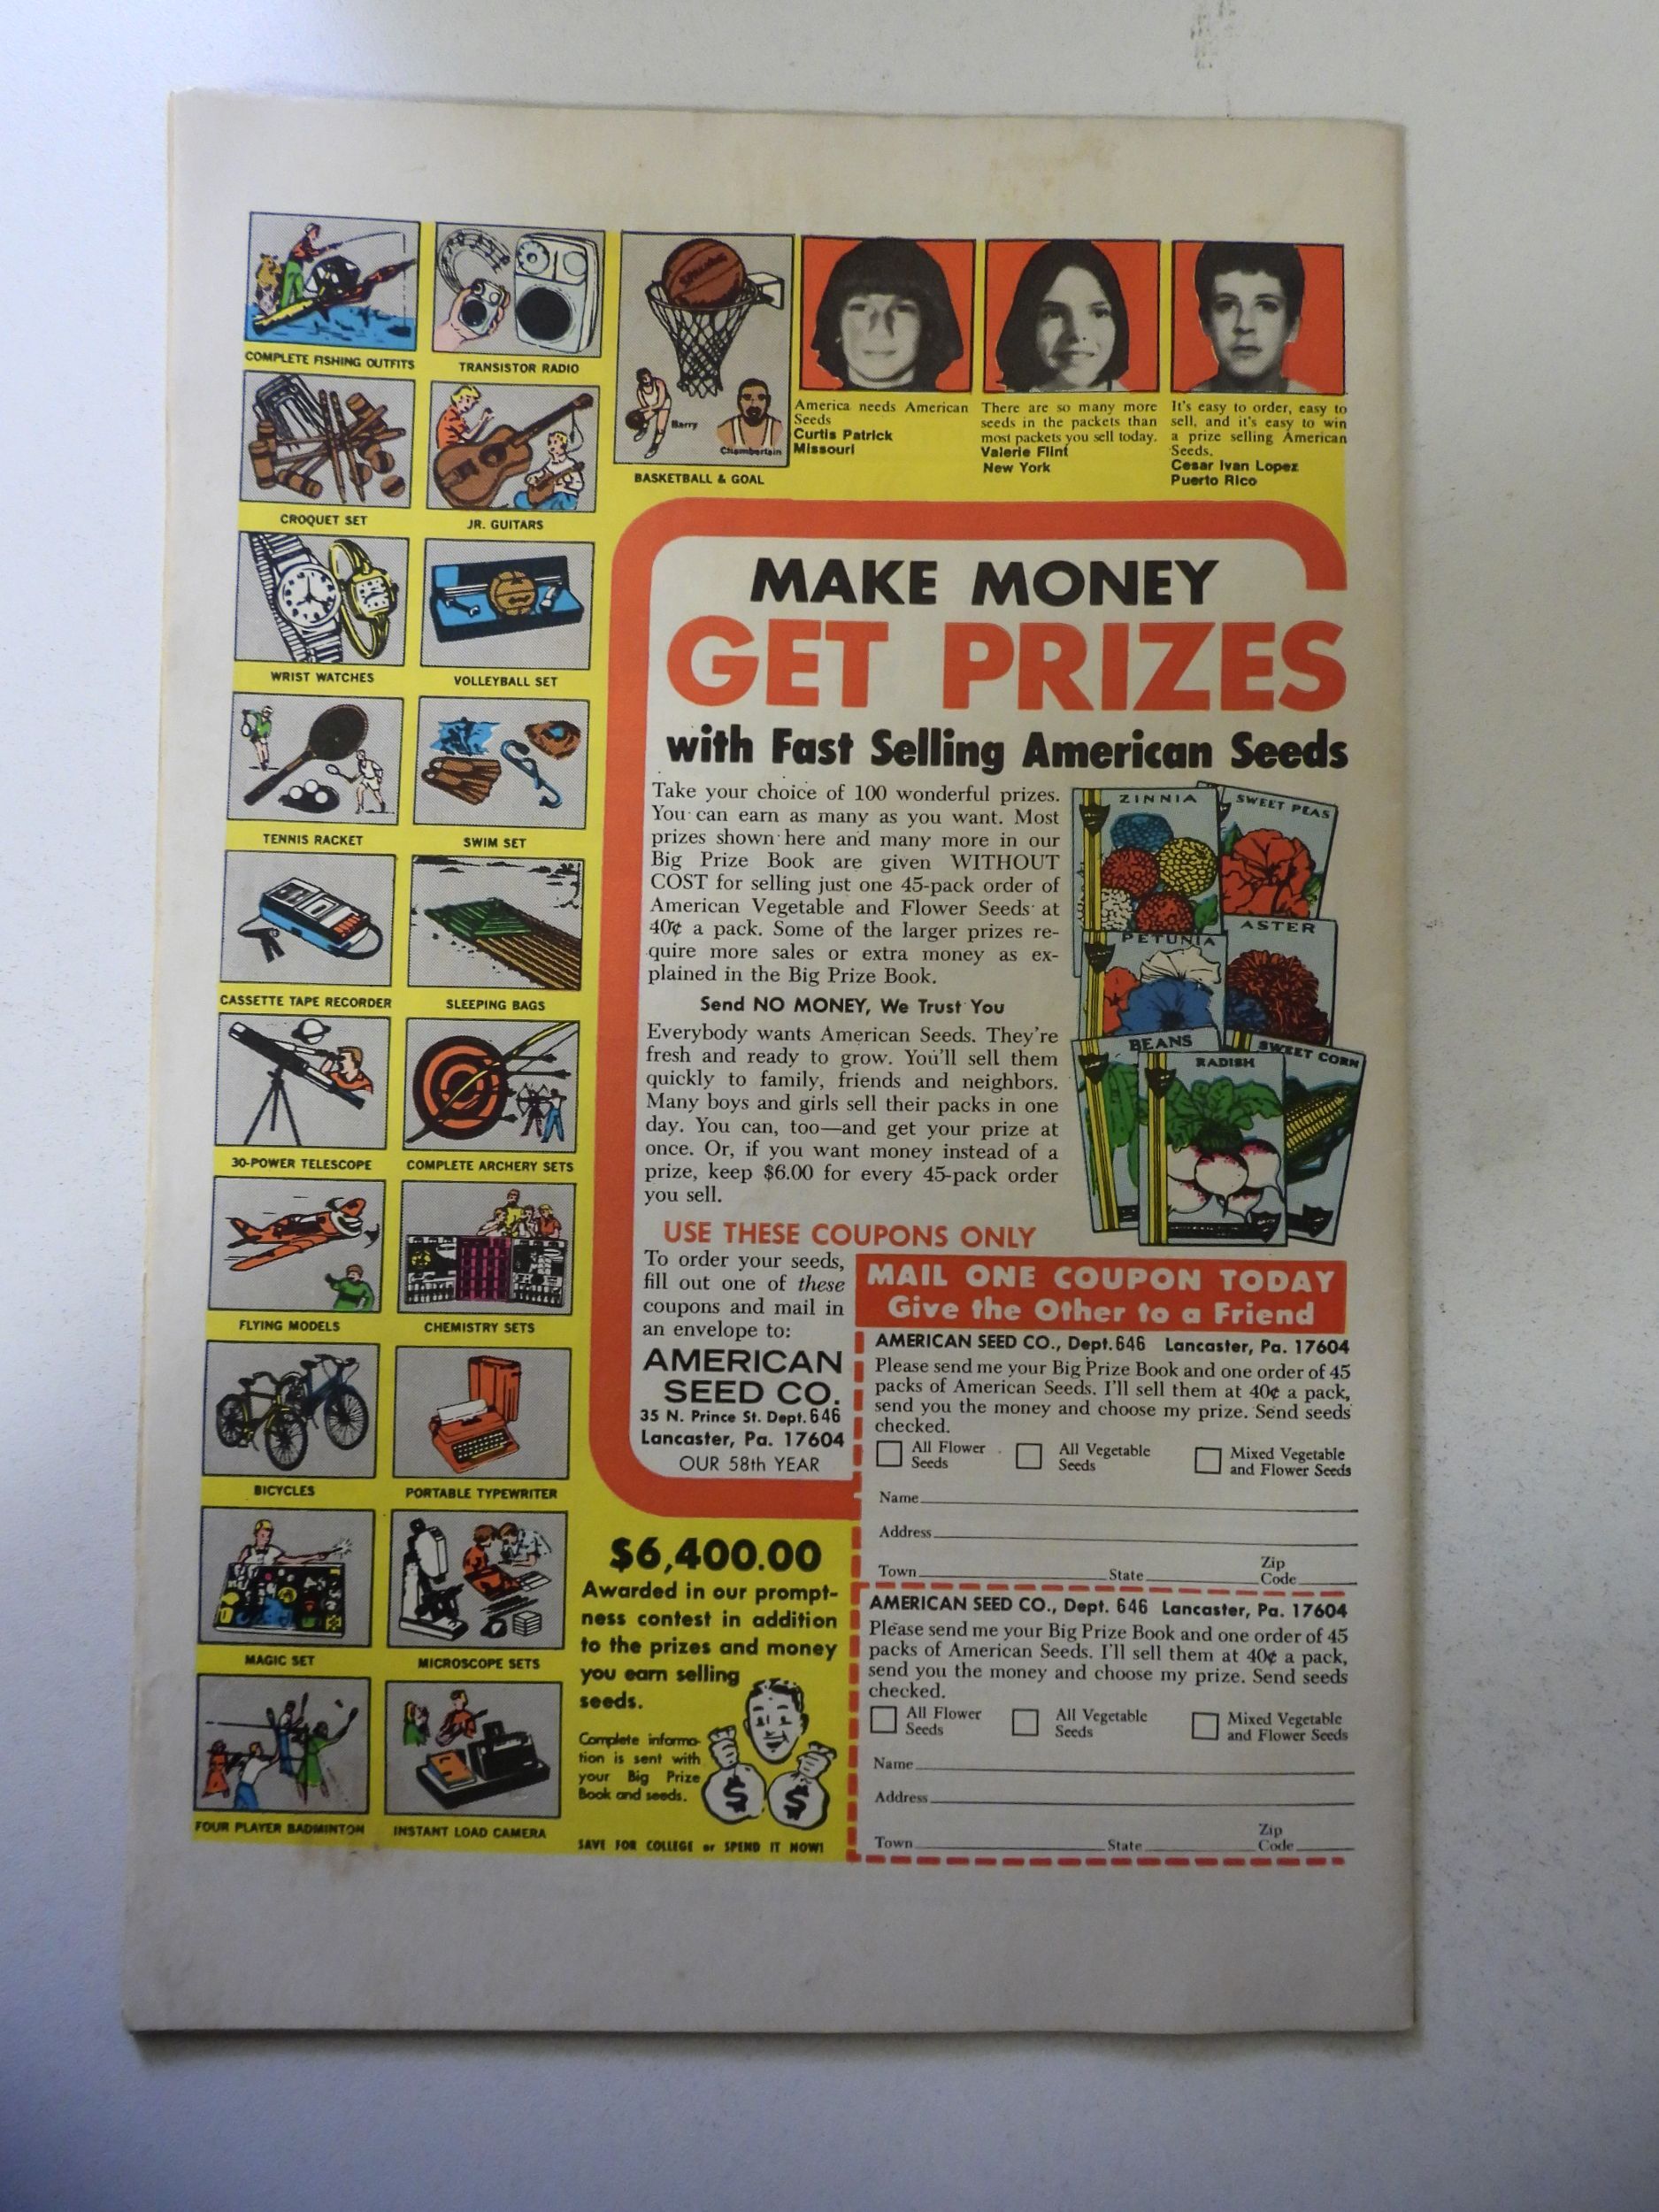 COMPLETE FISHING OUTFITS
TRANSISTOR RADIO
SPALDING
Barry
Chamberlain
BASKETBALL & GOAL
America needs American
Seeds
Curtis Patrick
Missouri
There are so many more
seeds in the packets than
most packets you sell today.
Valerie Flint
New York
It's easy to order, easy to
sell, and it's easy to win
a prize selling American
Seeds.
Cesar Ivan Lopez
Puerto Rico
CROQUET SET
JR. GUITARS
WRIST WATCHES
VOLLEYBALL SET
TENNIS RACKET
SWIM SET
CASSETTE TAPE RECORDER
SLEEPING BAGS
30-POWER TELESCOPE
COMPLETE ARCHERY SETS
FLYING MODELS
CHEMISTRY SETS
BICYCLES
PORTABLE TYPEWRITER
MAGIC SET
MICROSCOPE SETS
FOUR PLAYER BADMINTON
INSTANT LOAD CAMERA
MAKE MONEY
GET PRIZES
with Fast Selling American Seeds
Take your choice of 100 wonderful prizes.
You can earn as many as you want. Most
prizes shown here and many more in our
Big Prize Book are given WITHOUT
COST for selling just one 45-pack order of
American Vegetable and Flower Seeds at
40¢ a pack. Some of the larger prizes re-
quire more sales or extra money as ex-
plained in the Big Prize Book.
Send NO MONEY, We Trust You
Everybody wants American Seeds. They're
fresh and ready to grow. You'll sell them
quickly to family, friends and neighbors.
Many boys and girls sell their packs in one
day. You can, too—and get your prize at
once. Or, if you want money instead of a
prize, keep $6.00 for every 45-pack order
you sell.
ZINNIA
SWEET PEAS
PETUNIA
ASTER
BEANS
RADISH
SWEET CORN
USE THESE COUPONS ONLY
To order your seeds,
fill out one of these
coupons and mail in
an envelope to:
AMERICAN
SEED CO.
35 N. Prince St. Dept. 646
Lancaster, Pa. 17604
OUR 58th YEAR
$6,400.00
Awarded in our prompt-
ness contest in addition
to the prizes and money
you earn selling
seeds.
Complete informa-
tion is sent with
your Big Prize
Book and seeds.
$ $
SAVE FOR COLLEGE or SPEND IT NOW!
MAIL ONE COUPON TODAY
Give the Other to a Friend
AMERICAN SEED CO., Dept. 646 Lancaster, Pa. 17604
Please send me your Big Prize Book and one order of 45
packs of American Seeds. I'll sell them at 40¢ a pack,
send you the money and choose my prize. Send seeds
checked.
All Flower
Seeds
All Vegetable
Seeds
Mixed Vegetable
and Flower Seeds
Name
Address
Town State Zip
Code
AMERICAN SEED CO., Dept. 646 Lancaster, Pa. 17604
Please send me your Big Prize Book and one order of 45
packs of American Seeds. I'll sell them at 40¢ a pack,
send you the money and choose my prize. Send seeds
checked.
All Flower
Seeds
All Vegetable
Seeds
Mixed Vegetable
and Flower Seeds
Name
Address
Town State Zip
Code